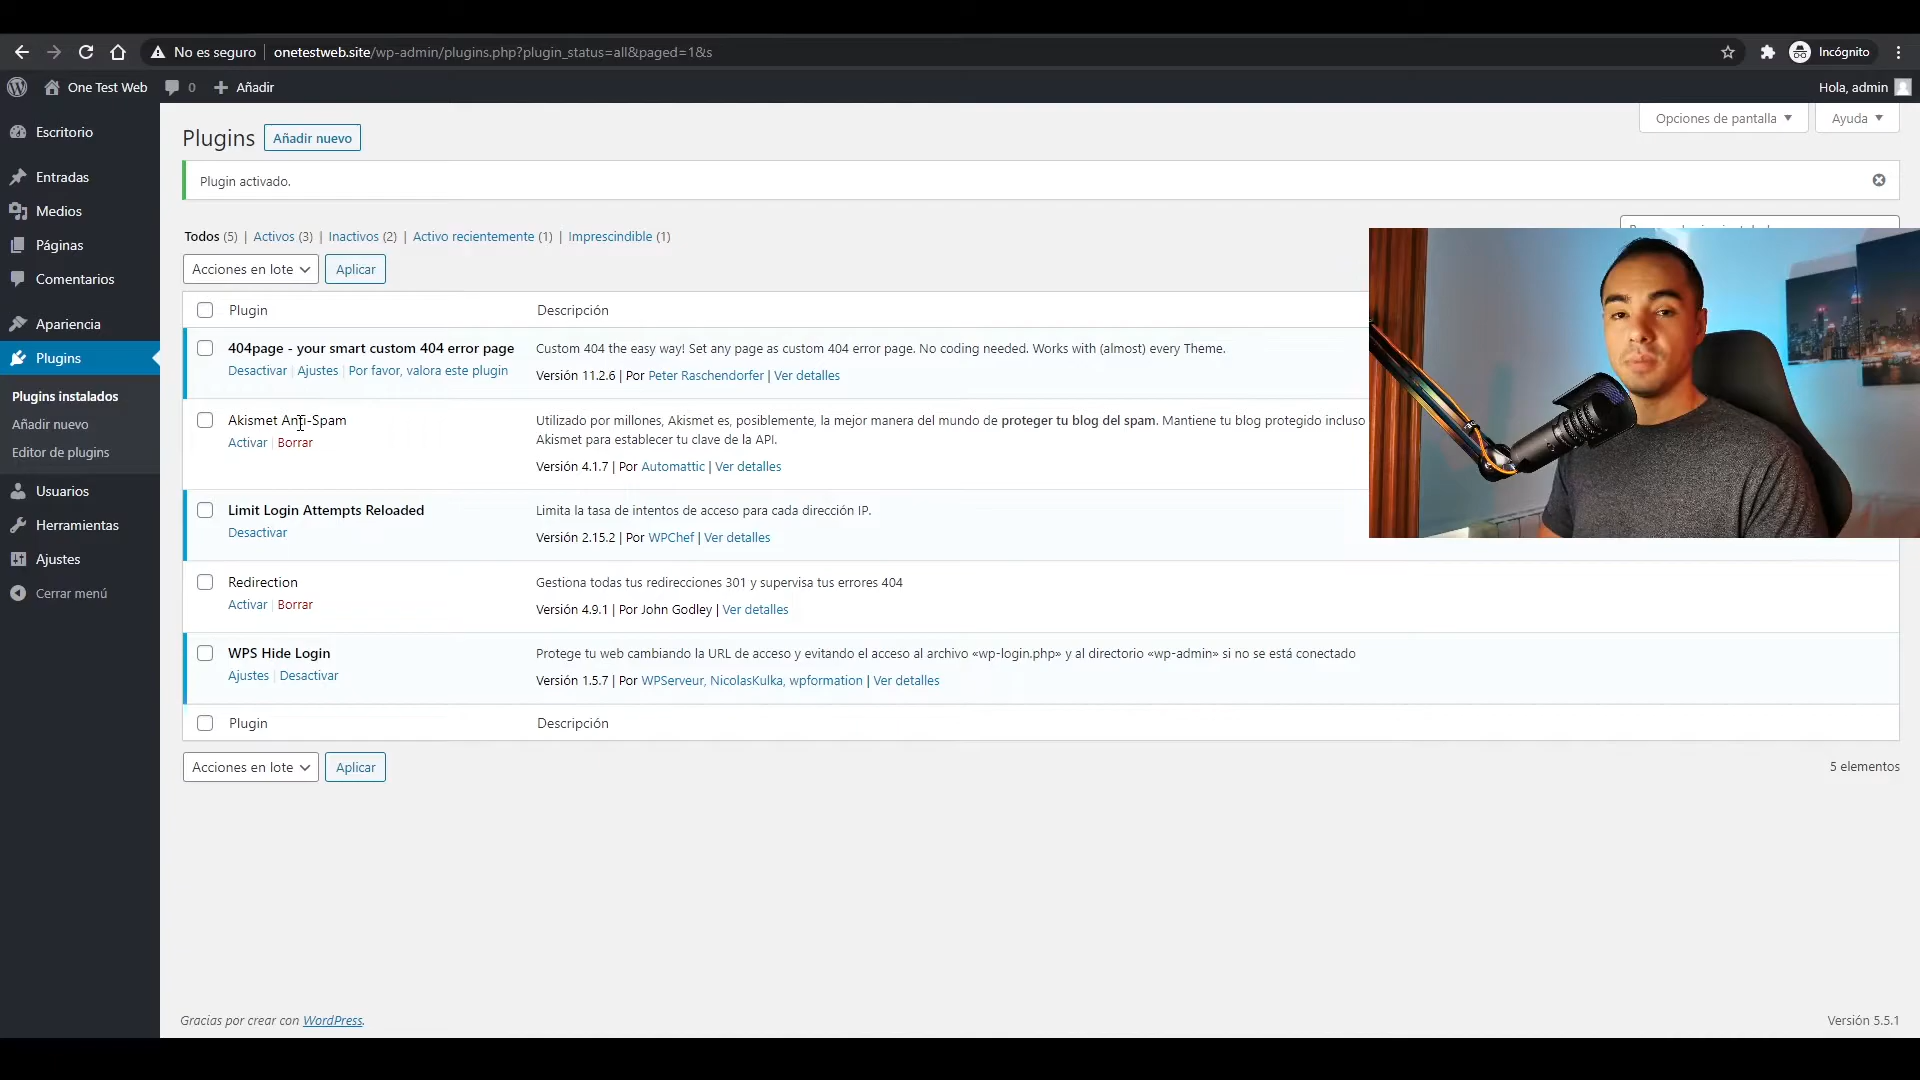 No es seguro onetestweb.site/wp-admin/plugins.php?plugin_status=all&paged=1&s Incógnito
One Test Web 0 Añadir Hola, admin
Opciones de pantalla Ayuda
Escritorio
Entradas
Medios
Páginas
Comentarios
Apariencia
Plugins
Plugins instalados
Añadir nuevo
Editor de plugins
Usuarios
Herramientas
Ajustes
Cerrar menú
Plugins Añadir nuevo
Plugin activado.
Todos (5) | Activos (3) | Inactivos (2) | Activo recientemente (1) | Imprescindible (1)
Acciones en lote Aplicar
Plugin Descripción
404page - your smart custom 404 error page Custom 404 the easy way! Set any page as custom 404 error page. No coding needed. Works with (almost) every Theme.
Desactivar | Ajustes | Por favor, valora este plugin Versión 11.2.6 | Por Peter Raschendorfer | Ver detalles
Akismet Anti-Spam Utilizado por millones, Akismet es, posiblemente, la mejor manera del mundo de proteger tu blog del spam. Mantiene tu blog protegido incluso
Activar | Borrar Akismet para establecer tu clave de la API.
Versión 4.1.7 | Por Automattic | Ver detalles
Limit Login Attempts Reloaded Limita la tasa de intentos de acceso para cada dirección IP.
Desactivar Versión 2.15.2 | Por WPChef | Ver detalles
Redirection Gestiona todas tus redirecciones 301 y supervisa tus errores 404
Activar | Borrar Versión 4.9.1 | Por John Godley | Ver detalles
WPS Hide Login Protege tu web cambiando la URL de acceso y evitando el acceso al archivo «wp-login.php» y al directorio «wp-admin» si no se está conectado
Ajustes | Desactivar Versión 1.5.7 | Por WPServeur, NicolasKulka, wpformation | Ver detalles
Plugin Descripción
Acciones en lote Aplicar 5 elementos
Gracias por crear con WordPress. Versión 5.5.1